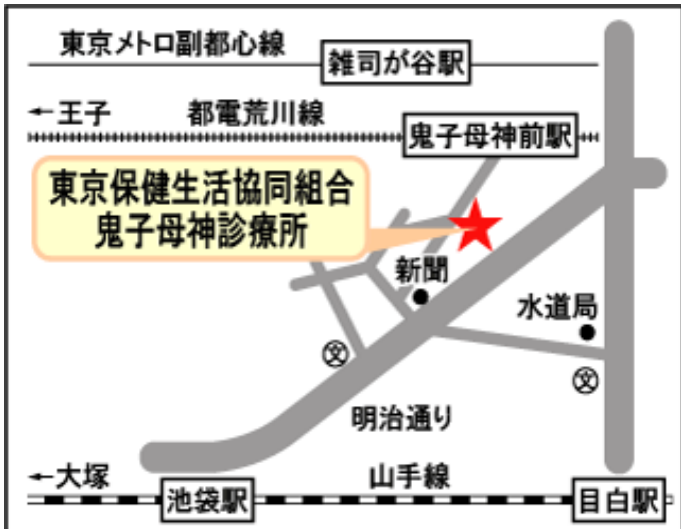 東京メトロ副都心線
雑司が谷駅
←王子
都電荒川線
鬼子母神前駅
東京保健生活協同組合
鬼子母神診療所
新聞
水道局
文
文
明治通り
←大塚
山手線
池袋駅
目白駅